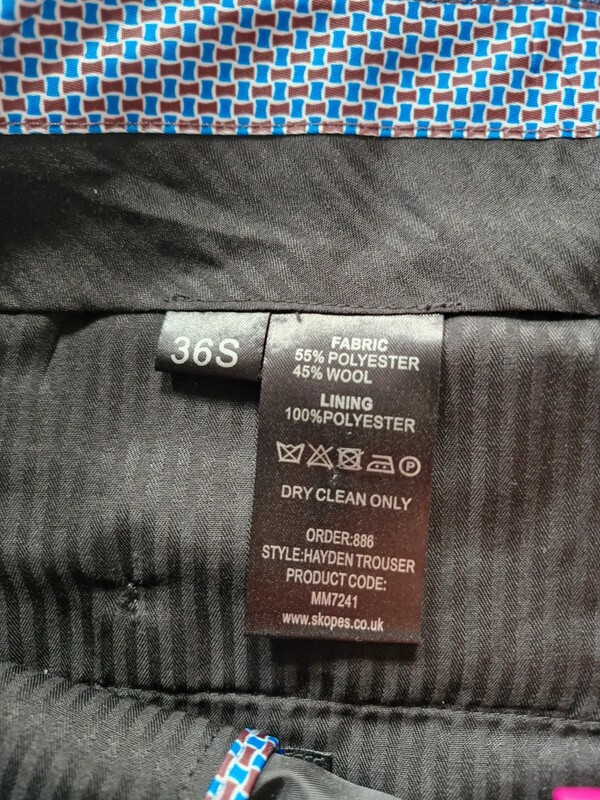 36S
FABRIC
55% POLYESTER
45% WOOL
LINING
100%POLYESTER
P
DRY CLEAN ONLY
ORDER:886
STYLE:HAYDEN TROUSER
PRODUCT CODE:
MM7241
www.skopes.co.uk